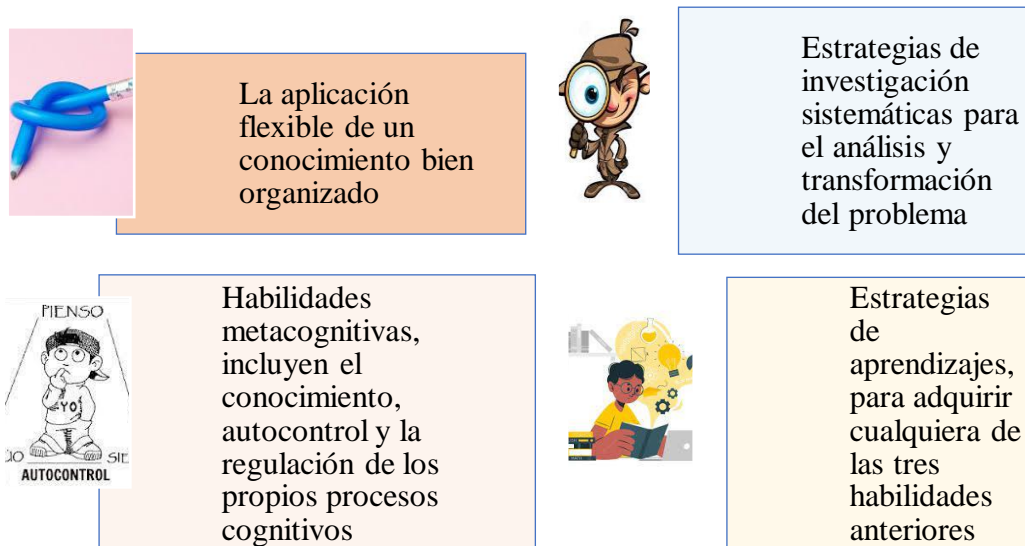 La aplicación
flexible de un
conocimiento bien
organizado
Estrategias de
investigación
sistemáticas para
el análisis y
transformación
del problema
PIENSO
YO
SIE
AUTOCONTROL
Habilidades
metacognitivas,
incluyen el
conocimiento,
autocontrol y la
regulación de los
propios procesos
cognitivos
Estrategias
de
aprendizajes,
para adquirir
cualquiera de
las tres
habilidades
anteriores